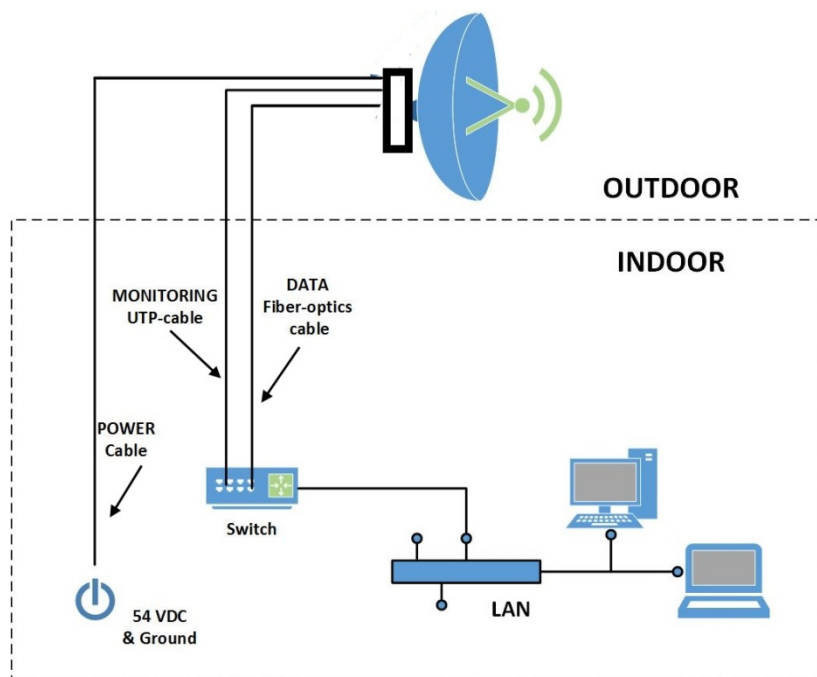 OUTDOOR
INDOOR
MONITORING
UTP-cable
DATA
Fiber-optics
cable
POWER
Cable
Switch
LAN
54 VDC
& Ground